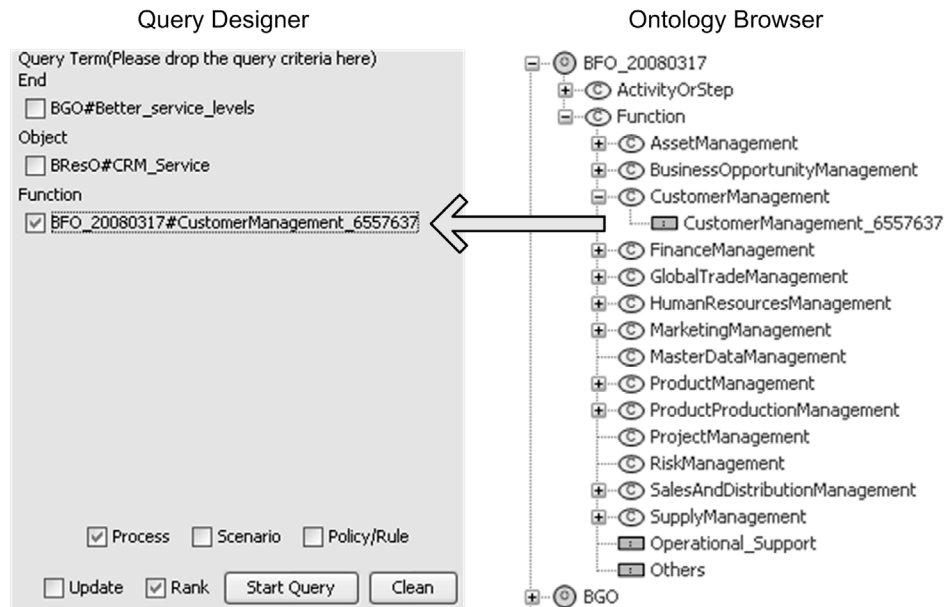 Query Designer
Query Term(Please drop the query criteria here)
End
BGO#Better_service_levels
Object
BResO#CRM_Service
Function
BFO_20080317#CustomerManagement_6557637
Process Scenario Policy/Rule
Update Rank Start Query Clean
Ontology Browser
BFO_20080317
ActivityOrStep
Function
AssetManagement
BusinessOpportunityManagement
CustomerManagement
CustomerManagement_6557637
FinanceManagement
GlobalTradeManagement
HumanResourcesManagement
MarketingManagement
MasterDataManagement
ProductManagement
ProductProductionManagement
ProjectManagement
RiskManagement
SalesAndDistributionManagement
SupplyManagement
Operational_Support
Others
BGO